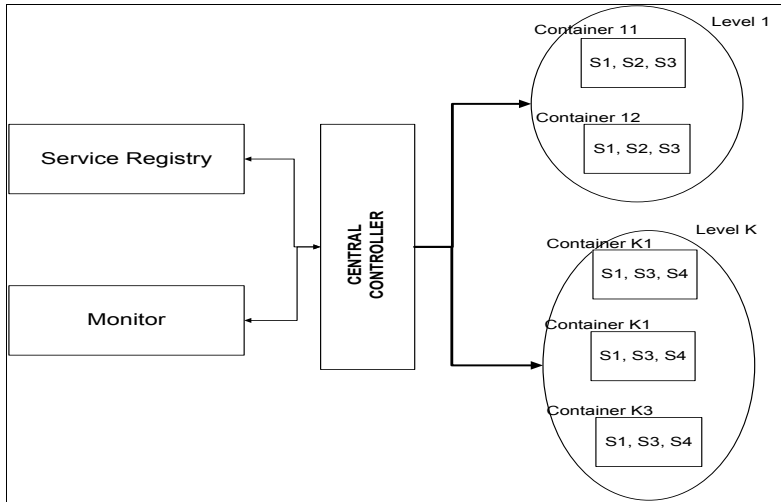 Service Registry
Monitor
CENTRAL
CONTROLLER
Level 1
Container 11
S1, S2, S3
Container 12
S1, S2, S3
Level K
Container K1
S1, S3, S4
Container K1
S1, S3, S4
Container K3
S1, S3, S4